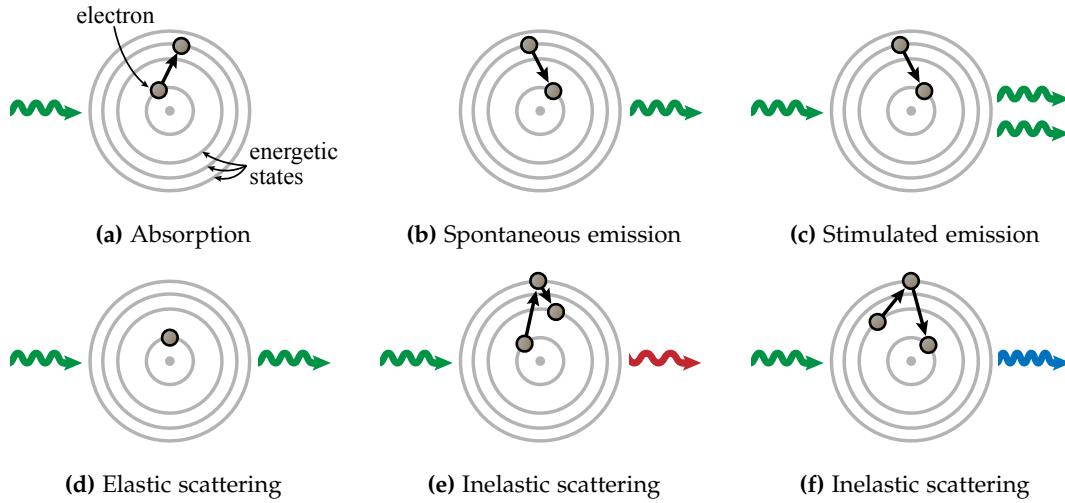 electron
energetic
states
(a) Absorption
(b) Spontaneous emission
(c) Stimulated emission
(d) Elastic scattering
(e) Inelastic scattering
(f) Inelastic scattering